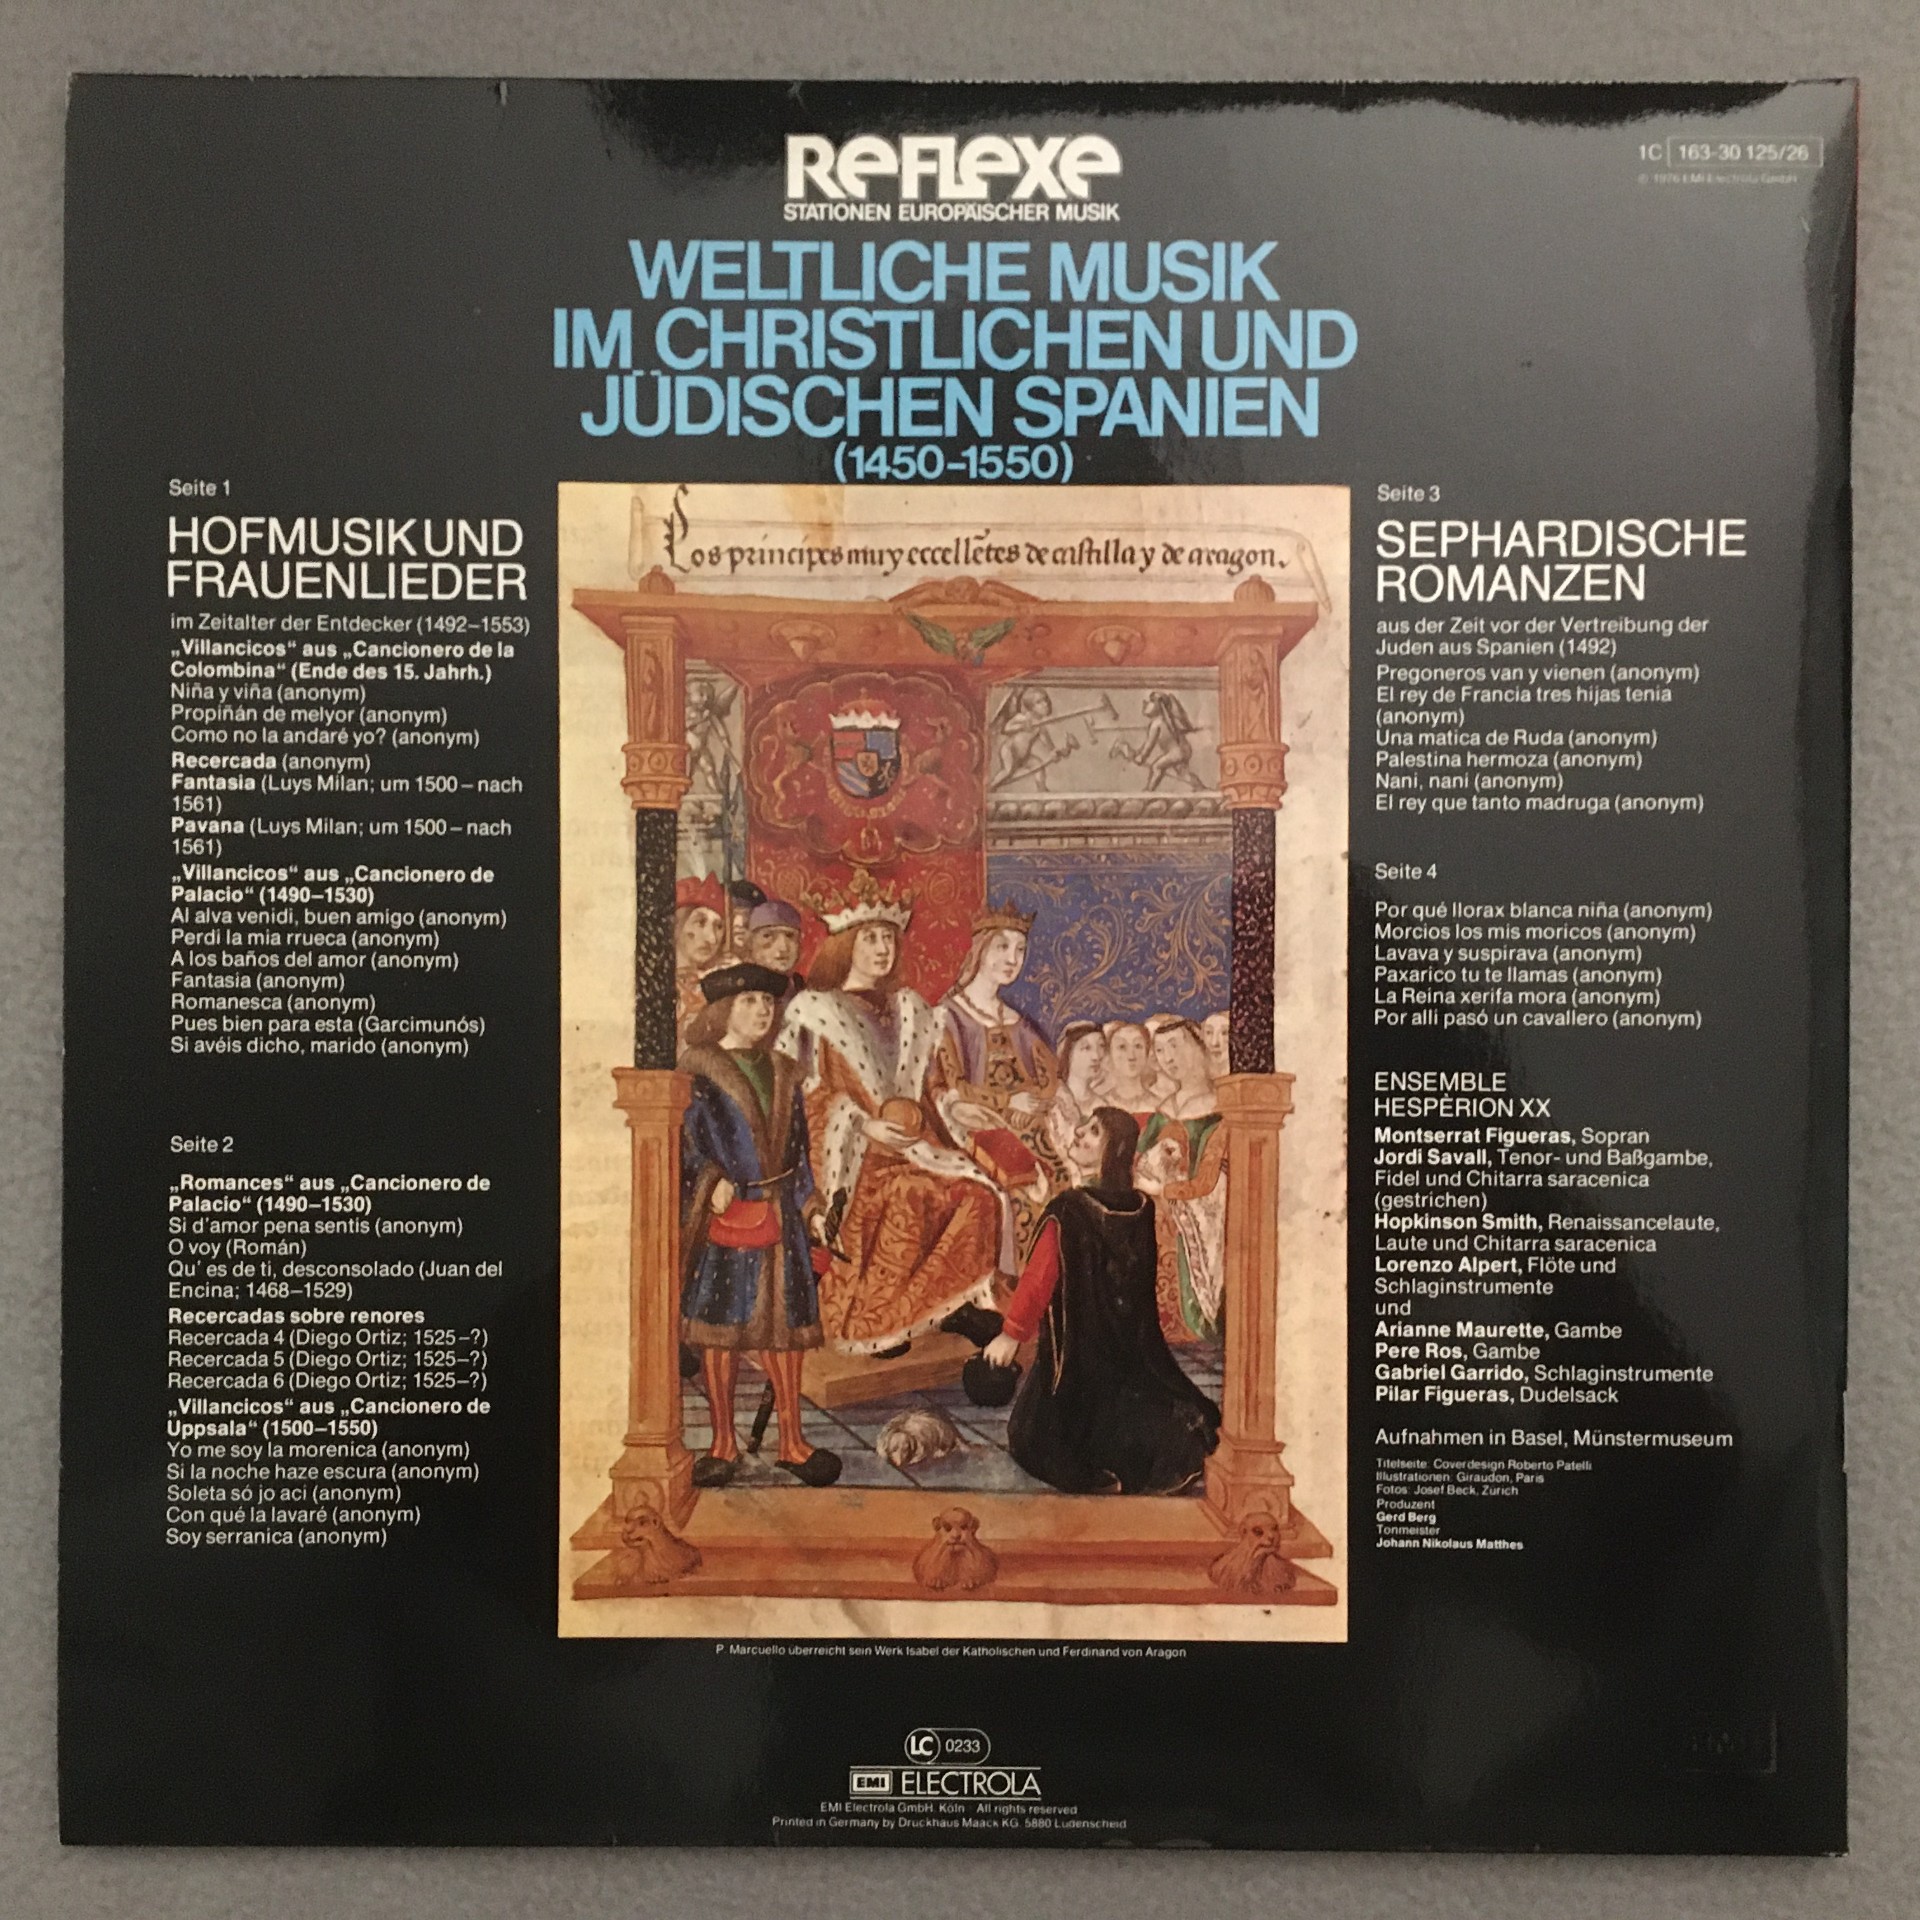 ReFLexe
STATIONEN EUROPÄISCHER MUSIK
1C 163-30 125/26
℗ 1976 EMI Electrola GmbH
WELTLICHE MUSIK
IM CHRISTLICHEN UND
JÜDISCHEN SPANIEN
(1450-1550)
Seite 1
HOFMUSIK UND
FRAUENLIEDER
im Zeitalter der Entdecker (1492–1553)
„Villancicos“ aus „Cancionero de la
Colombina“ (Ende des 15. Jahrh.)
Niña y viña (anonym)
Propiñán de melyor (anonym)
Como no la andaré yo? (anonym)
Recercada (anonym)
Fantasia (Luys Milan; um 1500 – nach
1561)
Pavana (Luys Milan; um 1500 – nach
1561)
„Villancicos“ aus „Cancionero de
Palacio“ (1490–1530)
Al alva venidi, buen amigo (anonym)
Perdi la mia rrueca (anonym)
A los baños del amor (anonym)
Fantasia (anonym)
Romanesca (anonym)
Pues bien para esta (Garcimunós)
Si avéis dicho, marido (anonym)
Seite 2
„Romances“ aus „Cancionero de
Palacio“ (1490–1530)
Si d'amor pena sentis (anonym)
O voy (Román)
Qu' es de ti, desconsolado (Juan del
Encina; 1468–1529)
Recercadas sobre renores
Recercada 4 (Diego Ortiz; 1525–?)
Recercada 5 (Diego Ortiz; 1525–?)
Recercada 6 (Diego Ortiz; 1525–?)
„Villancicos“ aus „Cancionero de
Uppsala“ (1500–1550)
Yo me soy la morenica (anonym)
Si la noche haze escura (anonym)
Soleta só jo aci (anonym)
Con qué la lavaré (anonym)
Soy serranica (anonym)
Los principes muy eccellẽtes de castilla y de aragon.
P. Marcuello überreicht sein Werk Isabel der Katholischen und Ferdinand von Aragon
Seite 3
SEPHARDISCHE
ROMANZEN
aus der Zeit vor der Vertreibung der
Juden aus Spanien (1492)
Pregoneros van y vienen (anonym)
El rey de Francia tres hijas tenia
(anonym)
Una matica de Ruda (anonym)
Palestina hermoza (anonym)
Nani, nani (anonym)
El rey que tanto madruga (anonym)
Seite 4
Por qué llorax blanca niña (anonym)
Morcios los mis moricos (anonym)
Lavava y suspirava (anonym)
Paxarico tu te llamas (anonym)
La Reina xerifa mora (anonym)
Por alli pasó un cavallero (anonym)
ENSEMBLE
HESPÈRION XX
Montserrat Figueras, Sopran
Jordi Savall, Tenor- und Baßgambe,
Fidel und Chitarra saracenica
(gestrichen)
Hopkinson Smith, Renaissancelaute,
Laute und Chitarra saracenica
Lorenzo Alpert, Flöte und
Schlaginstrumente
und
Arianne Maurette, Gambe
Pere Ros, Gambe
Gabriel Garrido, Schlaginstrumente
Pilar Figueras, Dudelsack
Aufnahmen in Basel, Münstermuseum
Titelseite: Coverdesign Roberto Patelli
Illustrationen: Giraudon, Paris
Fotos: Josef Beck, Zürich
Produzent
Gerd Berg
Tonmeister
Johann Nikolaus Matthes
LC 0233
EMI ELECTROLA
EMI Electrola GmbH. Köln All rights reserved
Printed in Germany by Druckhaus Maack KG. 5880 Lüdenscheid